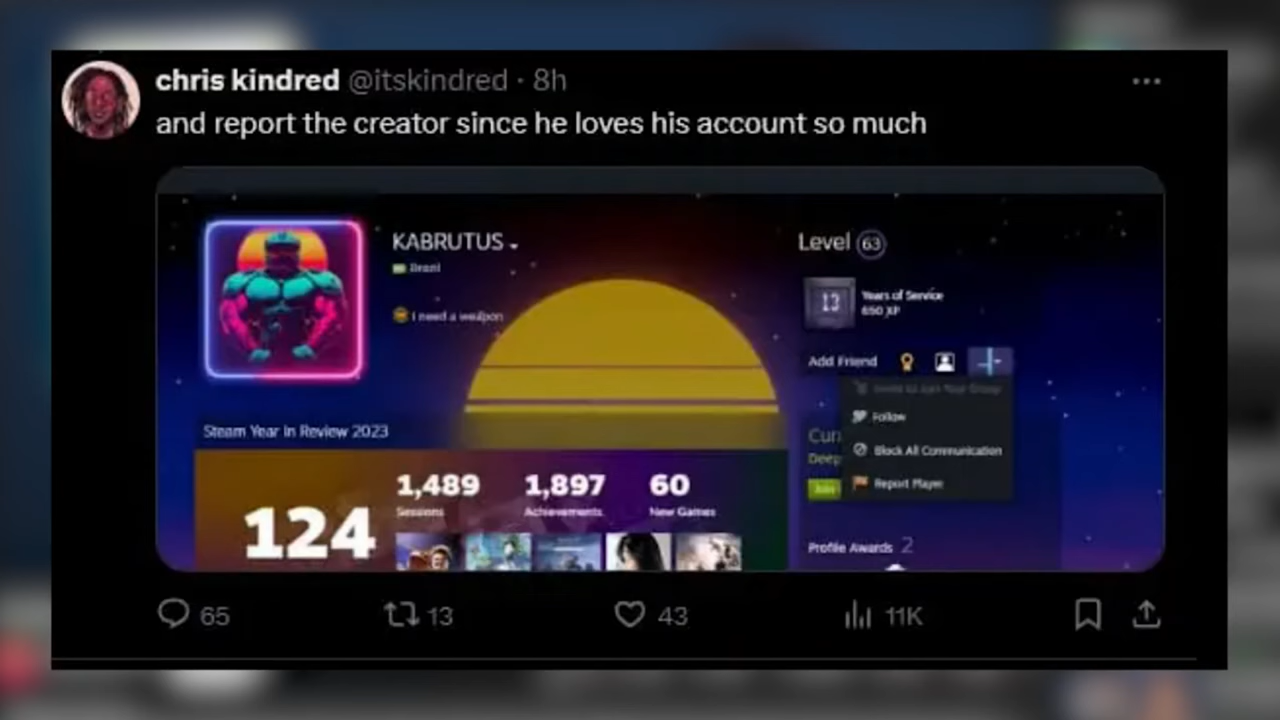 chris kindred @itskindred · 8h
and report the creator since he loves his account so much
KABRUTUS
Brazil
I need a weapon
Level 63
13
Years of Service
650 XP
Add Friend
Invite to Join Your Group
Follow
Block All Communication
Report Player
Steam Year In Review 2023
124
1,489
Sessions
1,897
Achievements
60
New Games
Curr
Deep
Join
Profile Awards 2
65
13
43
11K